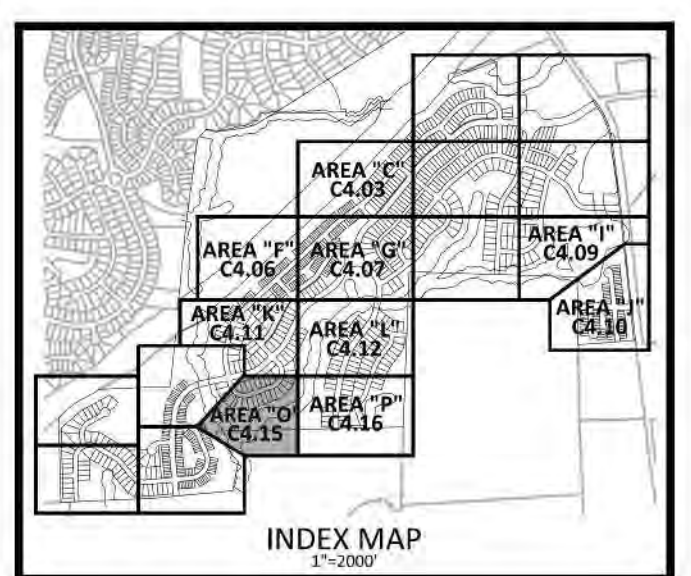 AREA "C"
C4.03
AREA "F"
C4.06
AREA "G"
C4.07
AREA "I"
C4.09
AREA "J"
C4.10
AREA "K"
C4.11
AREA "L"
C4.12
AREA "O"
C4.15
AREA "P"
C4.16
INDEX MAP
1"=2000'